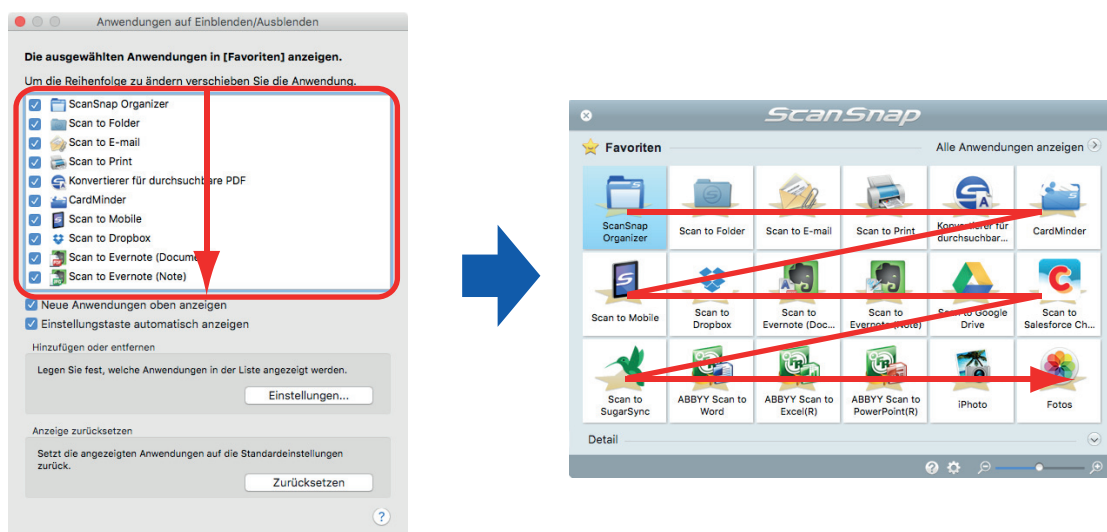 Anwendungen auf Einblenden/Ausblenden
Die ausgewählten Anwendungen in [Favoriten] anzeigen.
Um die Reihenfolge zu ändern verschieben Sie die Anwendung.
ScanSnap Organizer
Scan to Folder
Scan to E-mail
Scan to Print
Konvertierer für durchsuchbare PDF
CardMinder
Scan to Mobile
Scan to Dropbox
Scan to Evernote (Docum
Scan to Evernote (Note)
Neue Anwendungen oben anzeigen
Einstellungstaste automatisch anzeigen
Hinzufügen oder entfernen
Legen Sie fest, welche Anwendungen in der Liste angezeigt werden.
Einstellungen...
Anzeige zurücksetzen
Setzt die angezeigten Anwendungen auf die Standardeinstellungen
zurück.
Zurücksetzen
?
ScanSnap
Favoriten
Alle Anwendungen anzeigen
ScanSnap
Organizer
Scan to Folder
Scan to E-mail
Scan to Print
Konvertierer für
durchsuchbar...
CardMinder
Scan to Mobile
Scan to
Dropbox
Scan to
Evernote (Doc...
Scan to
Evernote (Note)
Scan to Google
Drive
Scan to
Salesforce Ch...
Scan to
SugarSync
ABBYY Scan to
Word
ABBYY Scan to
Excel(R)
ABBYY Scan to
PowerPoint(R)
iPhoto
Fotos
Detail
?